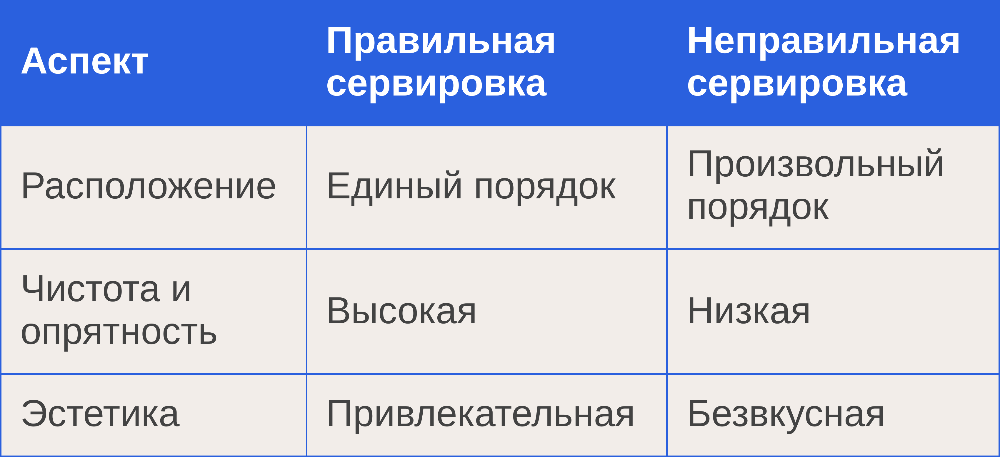 Аспект
Правильная
сервировка
Неправильная
сервировка
Расположение
Единый порядок
Произвольный
порядок
Чистота и
опрятность
Высокая
Низкая
Эстетика
Привлекательная
Безвкусная